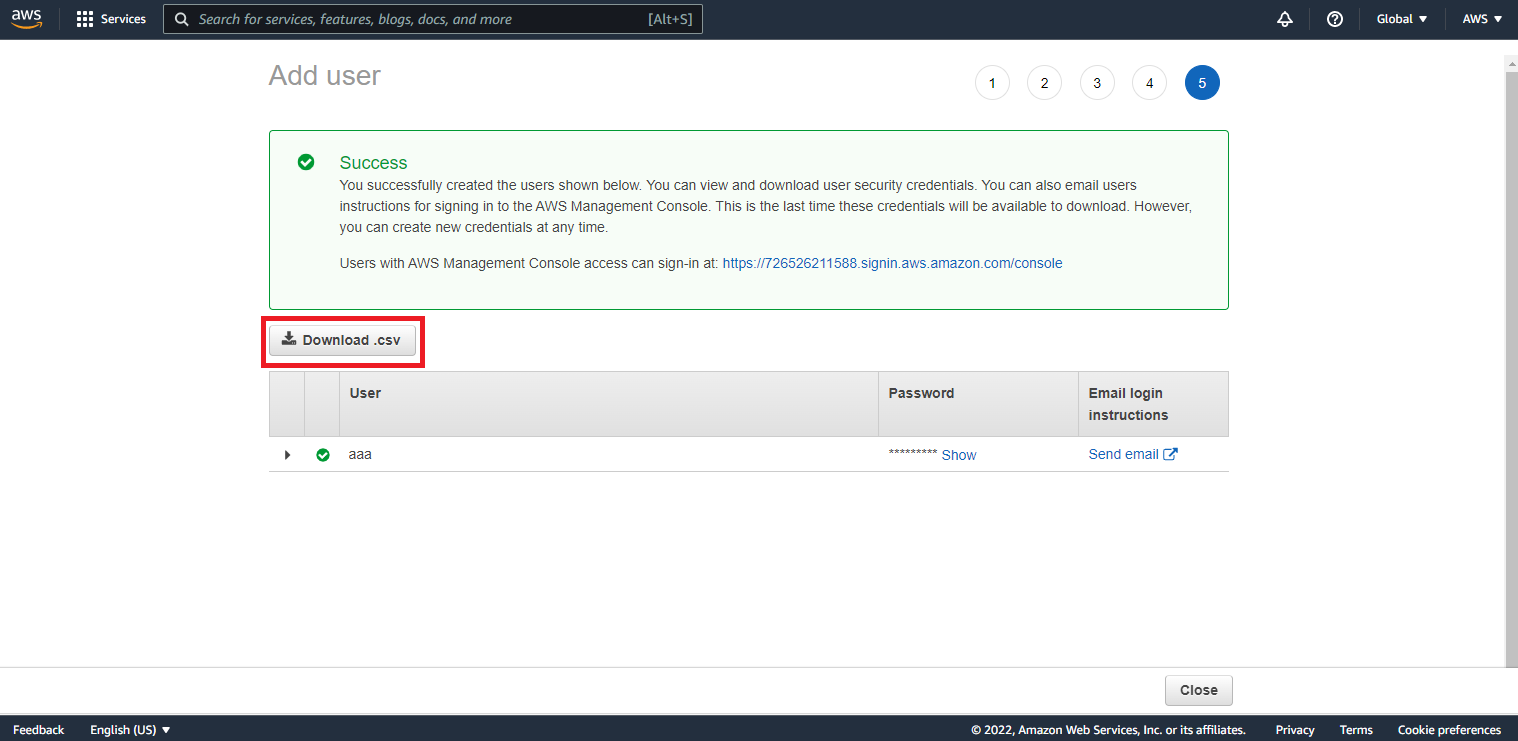 aws
Services
Search for services, features, blogs, docs, and more
[Alt+S]
Global ▼
AWS ▼
Add user
1 2 3 4 5
Success
You successfully created the users shown below. You can view and download user security credentials. You can also email users
instructions for signing in to the AWS Management Console. This is the last time these credentials will be available to download. However,
you can create new credentials at any time.
Users with AWS Management Console access can sign-in at: https://726526211588.signin.aws.amazon.com/console
Download .csv
User
Password
Email login
instructions
aaa
********* Show
Send email
Close
Feedback
English (US) ▼
© 2022, Amazon Web Services, Inc. or its affiliates.
Privacy
Terms
Cookie preferences